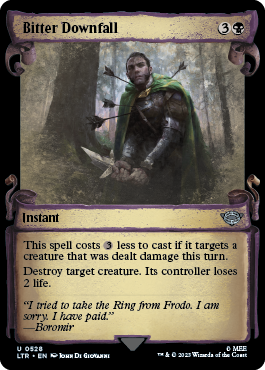 Bitter Downfall 3
Instant
This spell costs 3 less to cast if it targets a
creature that was dealt damage this turn.
Destroy target creature. Its controller loses
2 life.
“I tried to take the Ring from Frodo. I am
sorry. I have paid.”
—Boromir
U 0528
LTR • EN JOHN DI GIOVANNI
© MEE
™ & © 2023 Wizards of the Coast